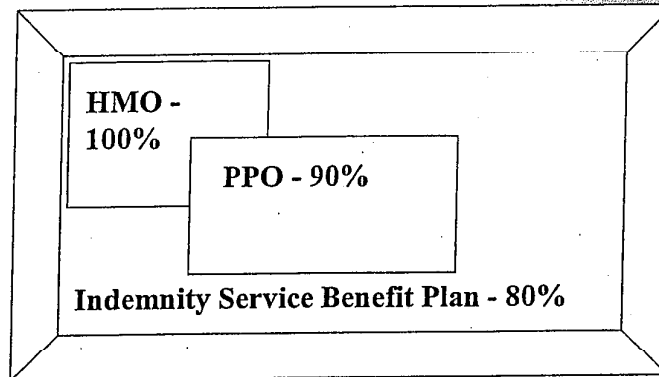 HMO -
100%
PPO - 90%
Indemnity Service Benefit Plan - 80%